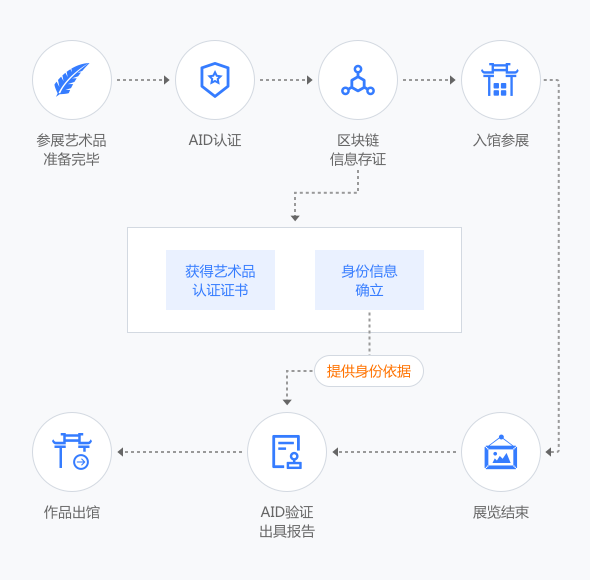 参展艺术品
准备完毕
AID认证
区块链
信息存证
入馆参展
获得艺术品
认证证书
身份信息
确立
提供身份依据
作品出馆
AID验证
出具报告
展览结束